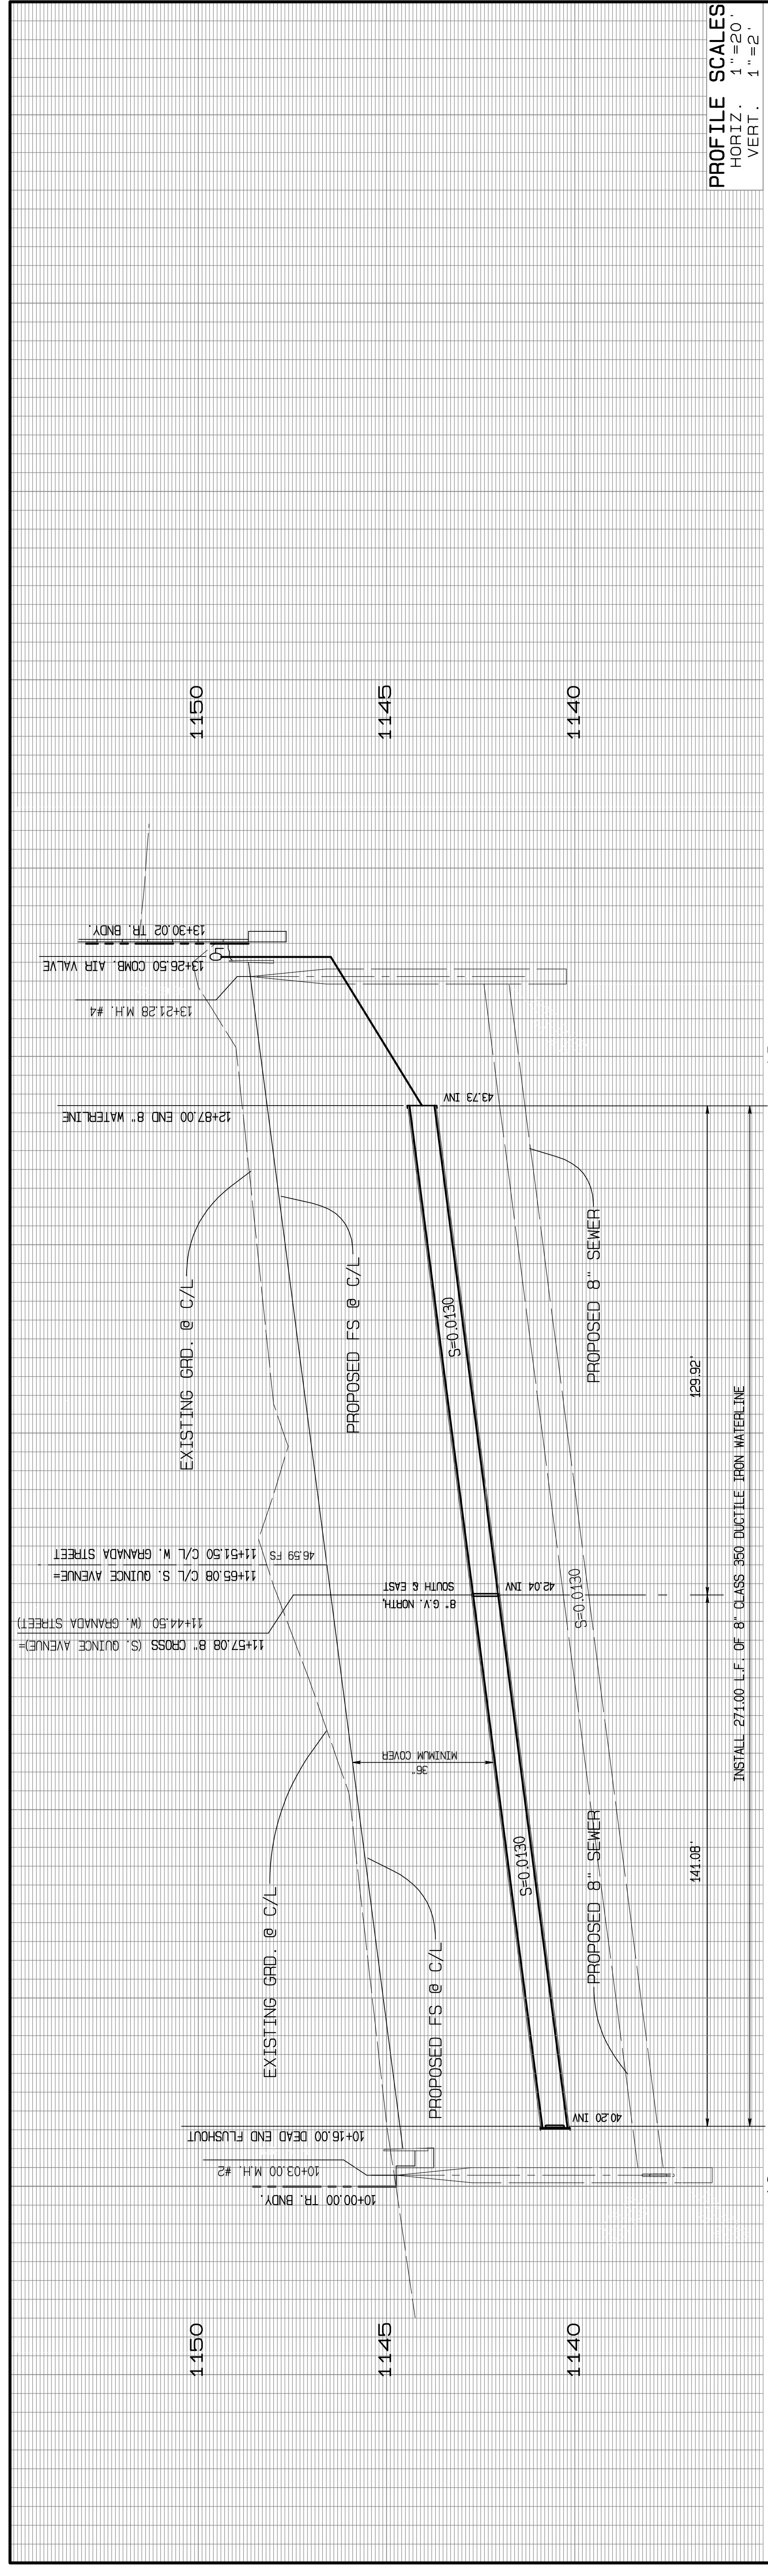 PROFILE SCALES
HORIZ. 1"=20'
VERT. 1"=2'
1150
1145
1140
13+30.02 TR. BNDY.
13+26.50 COMB. AIR VALVE
13+21.28 M.H. #4
12+87.00 END 8" WATERLINE
43.73 INV
EXISTING GRD. @ C/L
PROPOSED FS @ C/L
S=0.0130
PROPOSED 8" SEWER
129.92'
INSTALL 271.00 L.F. OF 8" CLASS 350 DUCTILE IRON WATERLINE
11+65.08 C/L S. QUINCE AVENUE=
11+51.50 C/L W. GRANADA STREET
46.59 FS
11+57.08 8" CROSS (S. QUINCE AVENUE)=
11+44.50 (W. GRANADA STREET)
8" G.V. NORTH,
SOUTH & EAST
42.04 INV
S=0.0130
36"
MINIMUM COVER
EXISTING GRD. @ C/L
PROPOSED FS @ C/L
S=0.0130
PROPOSED 8" SEWER
141.08'
10+16.00 DEAD END FLUSHOUT
40.20 INV
10+03.00 M.H. #2
10+00.00 TR. BNDY.
1150
1145
1140